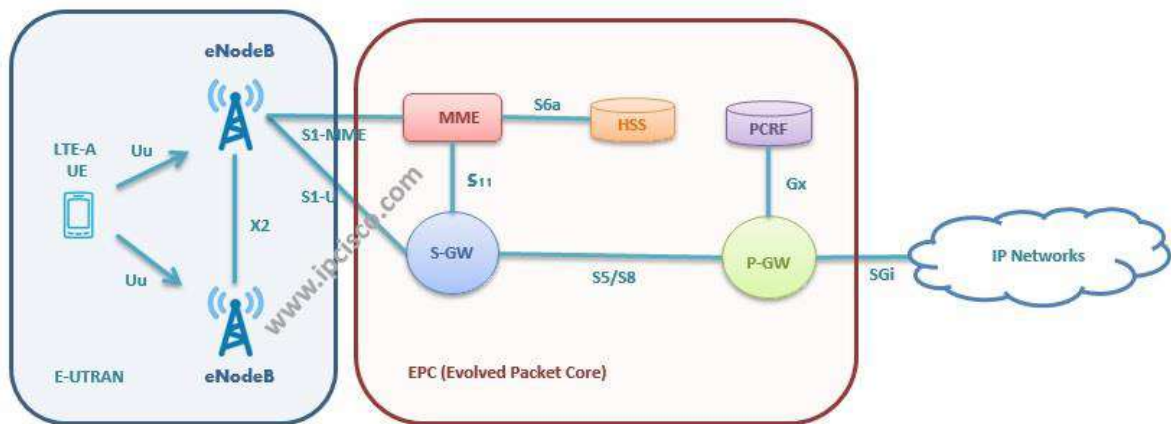 eNodeB
LTE-A
UE
Uu
Uu
X2
eNodeB
E-UTRAN
S1-MME
S1-U
MME
S6a
HSS
PCRF
S11
Gx
S-GW
S5/S8
P-GW
SGi
IP Networks
EPC (Evolved Packet Core)
www.ipcisco.com